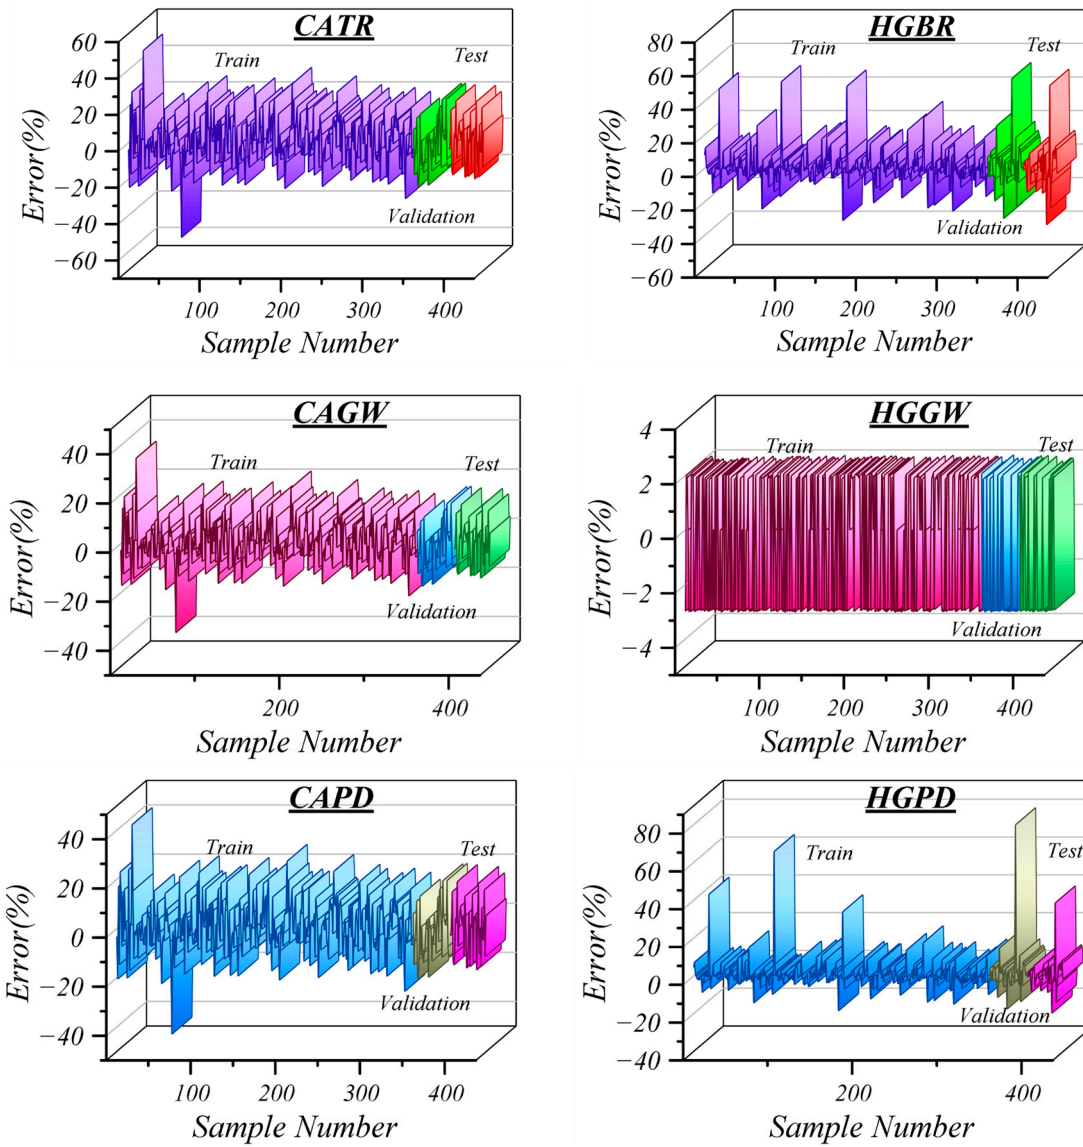 CATR
Train
Test
Validation
Error(%)
60
40
20
0
−20
−40
−60
100
200
300
400
Sample Number
HGBR
Train
Test
Validation
Error(%)
80
60
40
20
0
−20
−40
−60
100
200
300
400
Sample Number
CAGW
Train
Test
Validation
Error(%)
40
20
0
−20
−40
200
400
Sample Number
HGGW
Train
Test
Validation
Error(%)
4
2
0
−2
−4
100
200
300
400
Sample Number
CAPD
Train
Test
Validation
Error(%)
40
20
0
−20
−40
100
200
300
400
Sample Number
HGPD
Train
Test
Validation
Error(%)
80
60
40
20
0
−20
−40
200
400
Sample Number